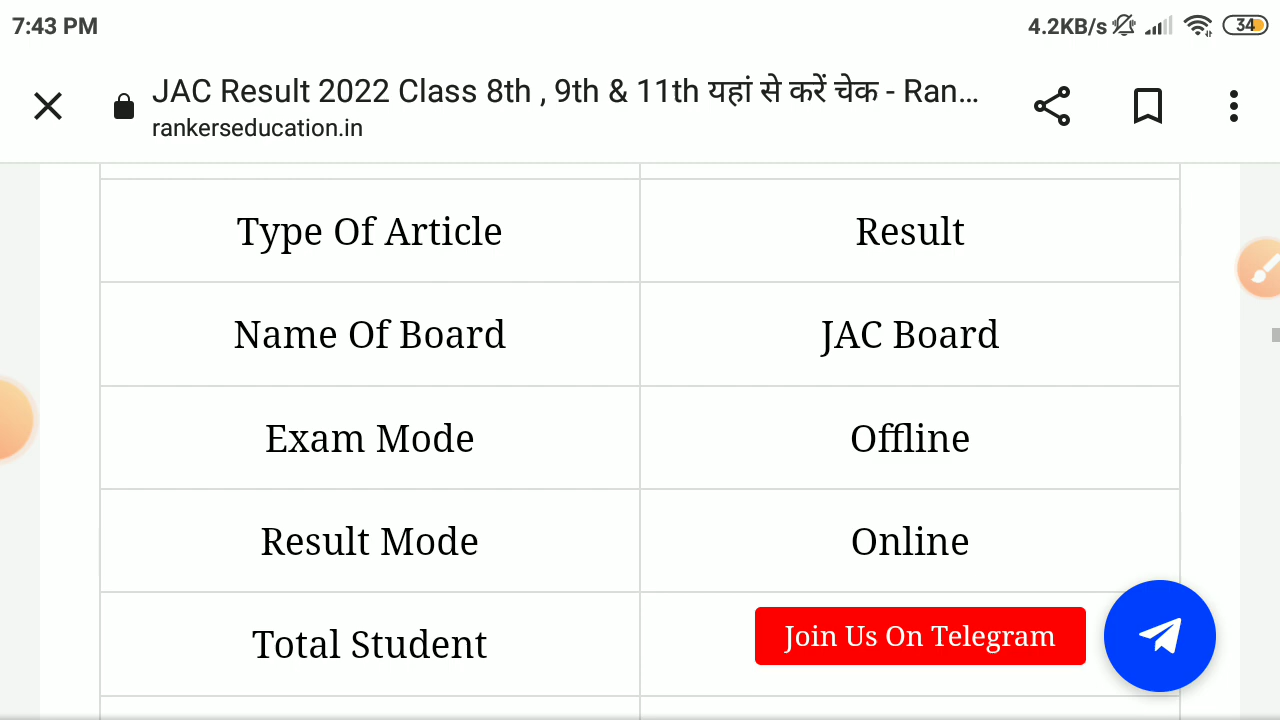 7:43 PM
4.2KB/s
34
JAC Result 2022 Class 8th , 9th & 11th यहां से करें चेक - Ran...
rankerseducation.in
Type Of Article
Result
Name Of Board
JAC Board
Exam Mode
Offline
Result Mode
Online
Total Student
Join Us On Telegram